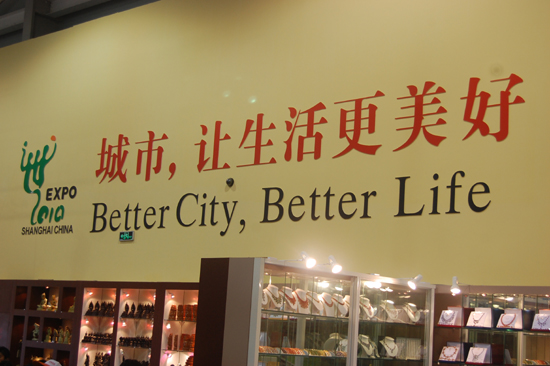 城市，让生活更美好
Better City, Better Life
EXPO
2010
SHANGHAI CHINA